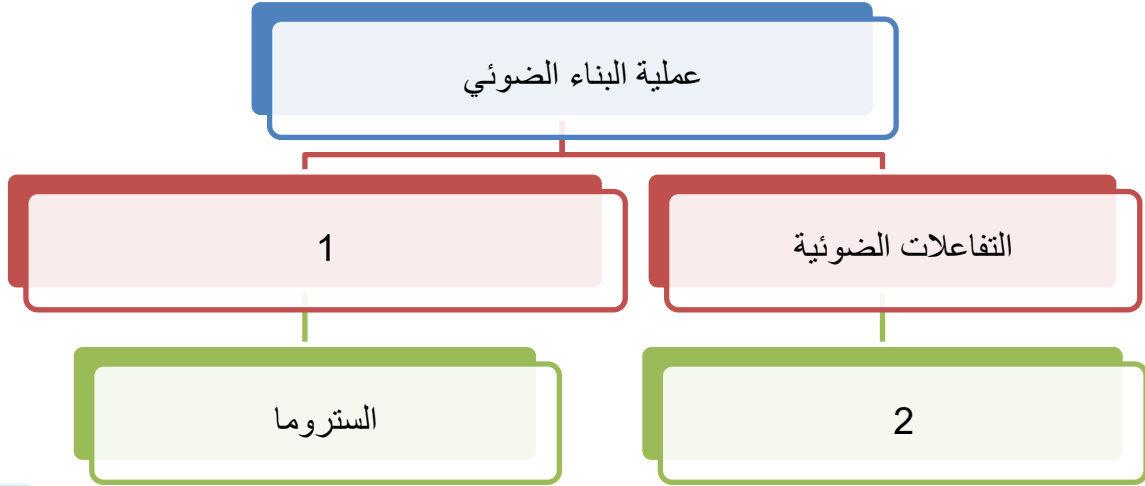 عملية البناء الضوئي
التفاعلات الضوئية
1
2
الستروما